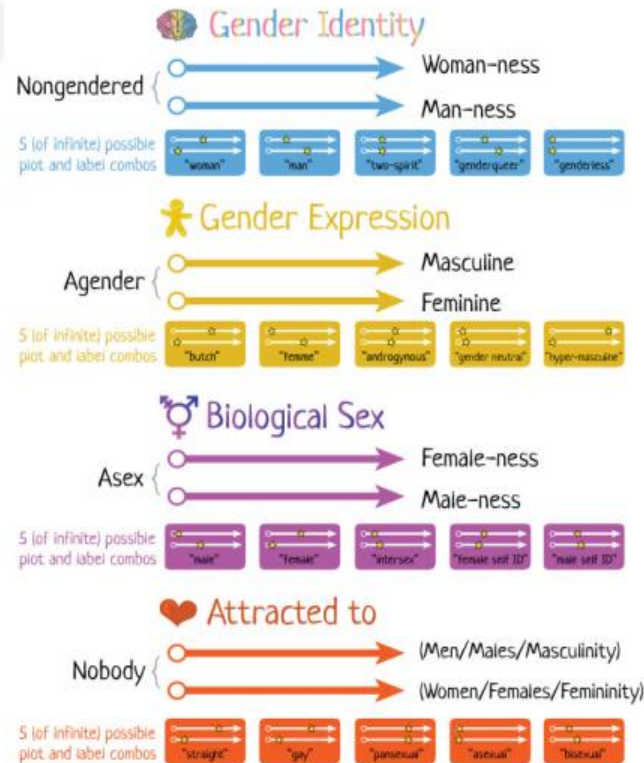 Gender Identity
Nongendered {
Woman-ness
Man-ness
5 (of infinite) possible
plot and label combos
"woman" "man" "two-spirit" "genderqueer" "genderless"
Gender Expression
Agender {
Masculine
Feminine
5 (of infinite) possible
plot and label combos
"butch" "femme" "androgynous" "gender neutral" "hyper-masculine"
Biological Sex
Asex {
Female-ness
Male-ness
5 (of infinite) possible
plot and label combos
"male" "female" "intersex" "female self ID" "male self ID"
Attracted to
Nobody {
(Men/Males/Masculinity)
(Women/Females/Femininity)
5 (of infinite) possible
plot and label combos
"straight" "gay" "pansexual" "asexual" "bisexual"